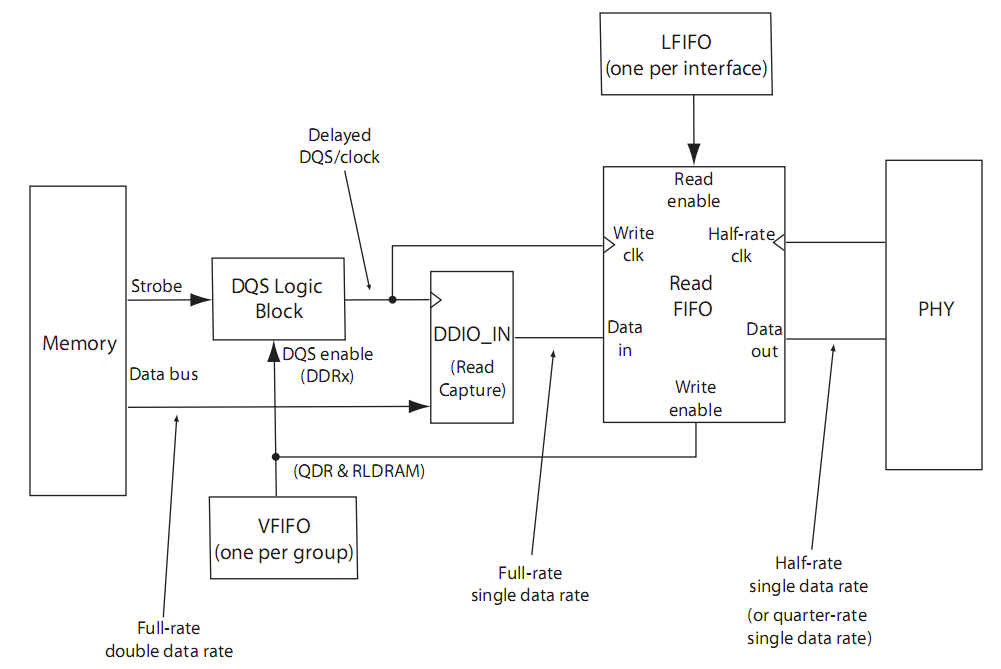 LFIFO
(one per interface)
Delayed
DQS/clock
Read
enable
Write
clk
Half-rate
clk
Strobe
DQS Logic
Block
Read
FIFO
PHY
Memory
DDIO_IN
(Read
Capture)
Data
in
Data
out
DQS enable
(DDRx)
Data bus
Write
enable
(QDR & RLDRAM)
VFIFO
(one per group)
Full-rate
single data rate
Half-rate
single data rate
(or quarter-rate
single data rate)
Full-rate
double data rate